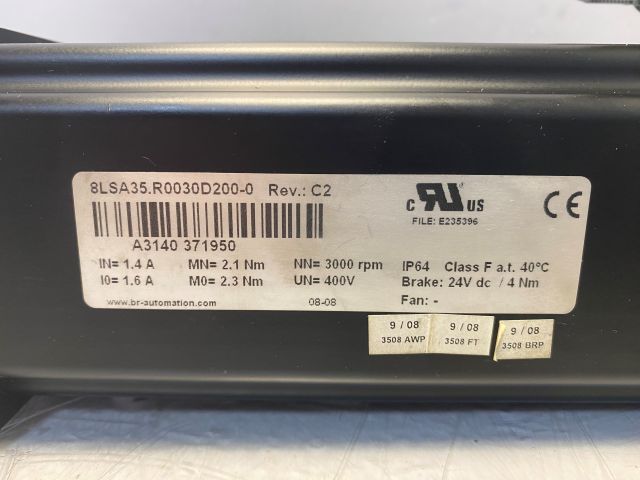 8LSA35.R0030D200-0 Rev.: C2
A3140 371950
IN= 1.4 A MN= 2.1 Nm NN= 3000 rpm
I0= 1.6 A M0= 2.3 Nm UN= 400V
www.br-automation.com 08-08
c RU US
FILE: E235396
CE
IP64 Class F a.t. 40°C
Brake: 24V dc / 4 Nm
Fan: -
9 / 08
3508 AWP
9 / 08
3508 FT
9 / 08
3508 BRP